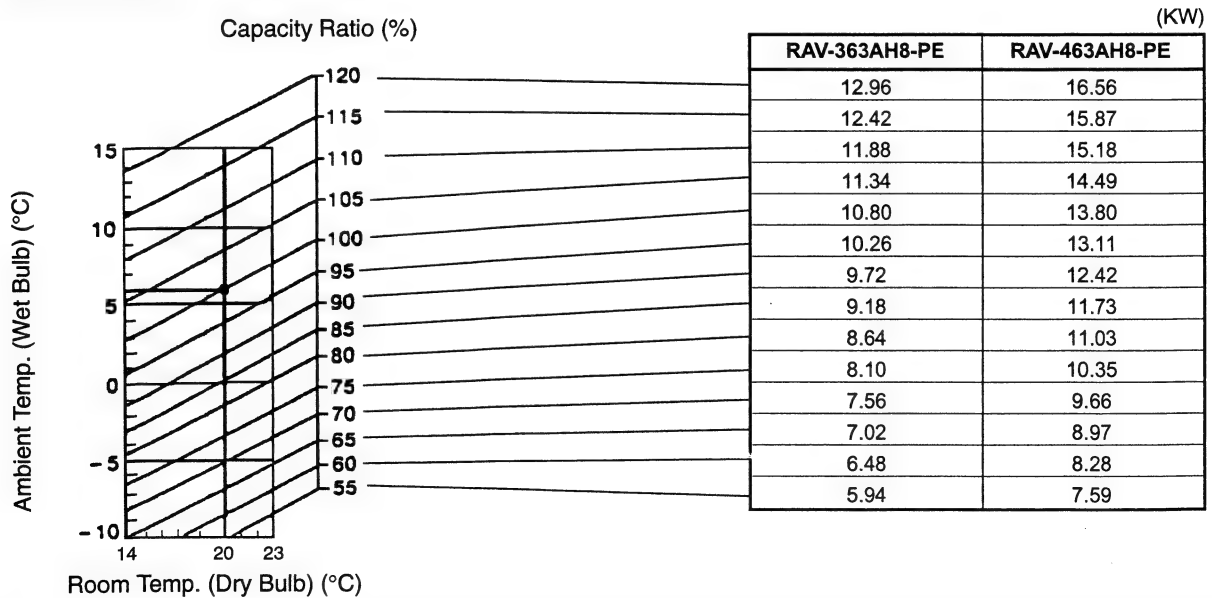 Capacity Ratio (%)
(KW)
RAV-363AH8-PE RAV-463AH8-PE
120 12.96 16.56
115 12.42 15.87
110 11.88 15.18
105 11.34 14.49
100 10.80 13.80
95 10.26 13.11
90 9.72 12.42
85 9.18 11.73
80 8.64 11.03
75 8.10 10.35
70 7.56 9.66
65 7.02 8.97
60 6.48 8.28
55 5.94 7.59
Ambient Temp. (Wet Bulb) (°C)
15
10
5
0
-5
-10
14 20 23
Room Temp. (Dry Bulb) (°C)